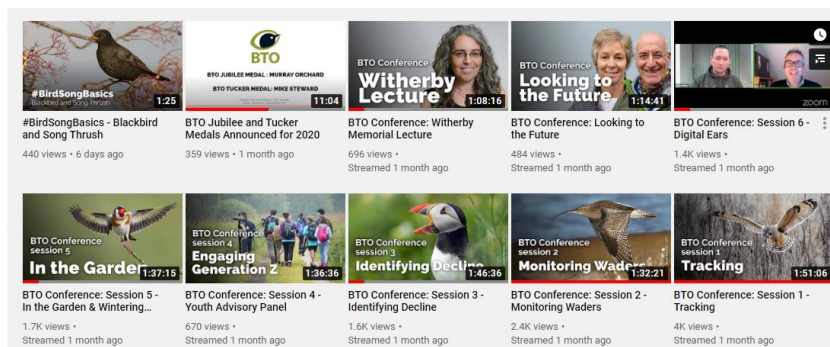 #BirdSongBasics
Blackbird and Song Thrush
1:25
#BirdSongBasics - Blackbird
and Song Thrush
440 views • 6 days ago
BTO
BTO JUBILEE MEDAL : MURRAY ORCHARD
BTO TUCKER MEDAL: MIKE STEWARD
11:04
BTO Jubilee and Tucker
Medals Announced for 2020
359 views • 1 month ago
BTO Conference
Witherby
Lecture
1:08:16
BTO Conference: Witherby
Memorial Lecture
696 views •
Streamed 1 month ago
BTO Conference
Looking to
the Future
1:14:41
BTO Conference: Looking to
the Future
484 views •
Streamed 1 month ago
zoom
BTO Conference: Session 6 -
Digital Ears
1.4K views •
Streamed 1 month ago
BTO Conference
session 5
In the Garden
1:37:15
BTO Conference: Session 5 -
In the Garden & Wintering...
1.7K views •
Streamed 1 month ago
BTO Conference
session 4
Engaging
Generation Z
1:36:36
BTO Conference: Session 4 -
Youth Advisory Panel
670 views •
Streamed 1 month ago
BTO Conference
session 3
Identifying Decline
1:46:36
BTO Conference: Session 3 -
Identifying Decline
1.6K views •
Streamed 1 month ago
BTO Conference
session 2
Monitoring Waders
1:32:21
BTO Conference: Session 2 -
Monitoring Waders
2.4K views •
Streamed 1 month ago
BTO Conference
session 1
Tracking
1:51:06
BTO Conference: Session 1 -
Tracking
4K views •
Streamed 1 month ago